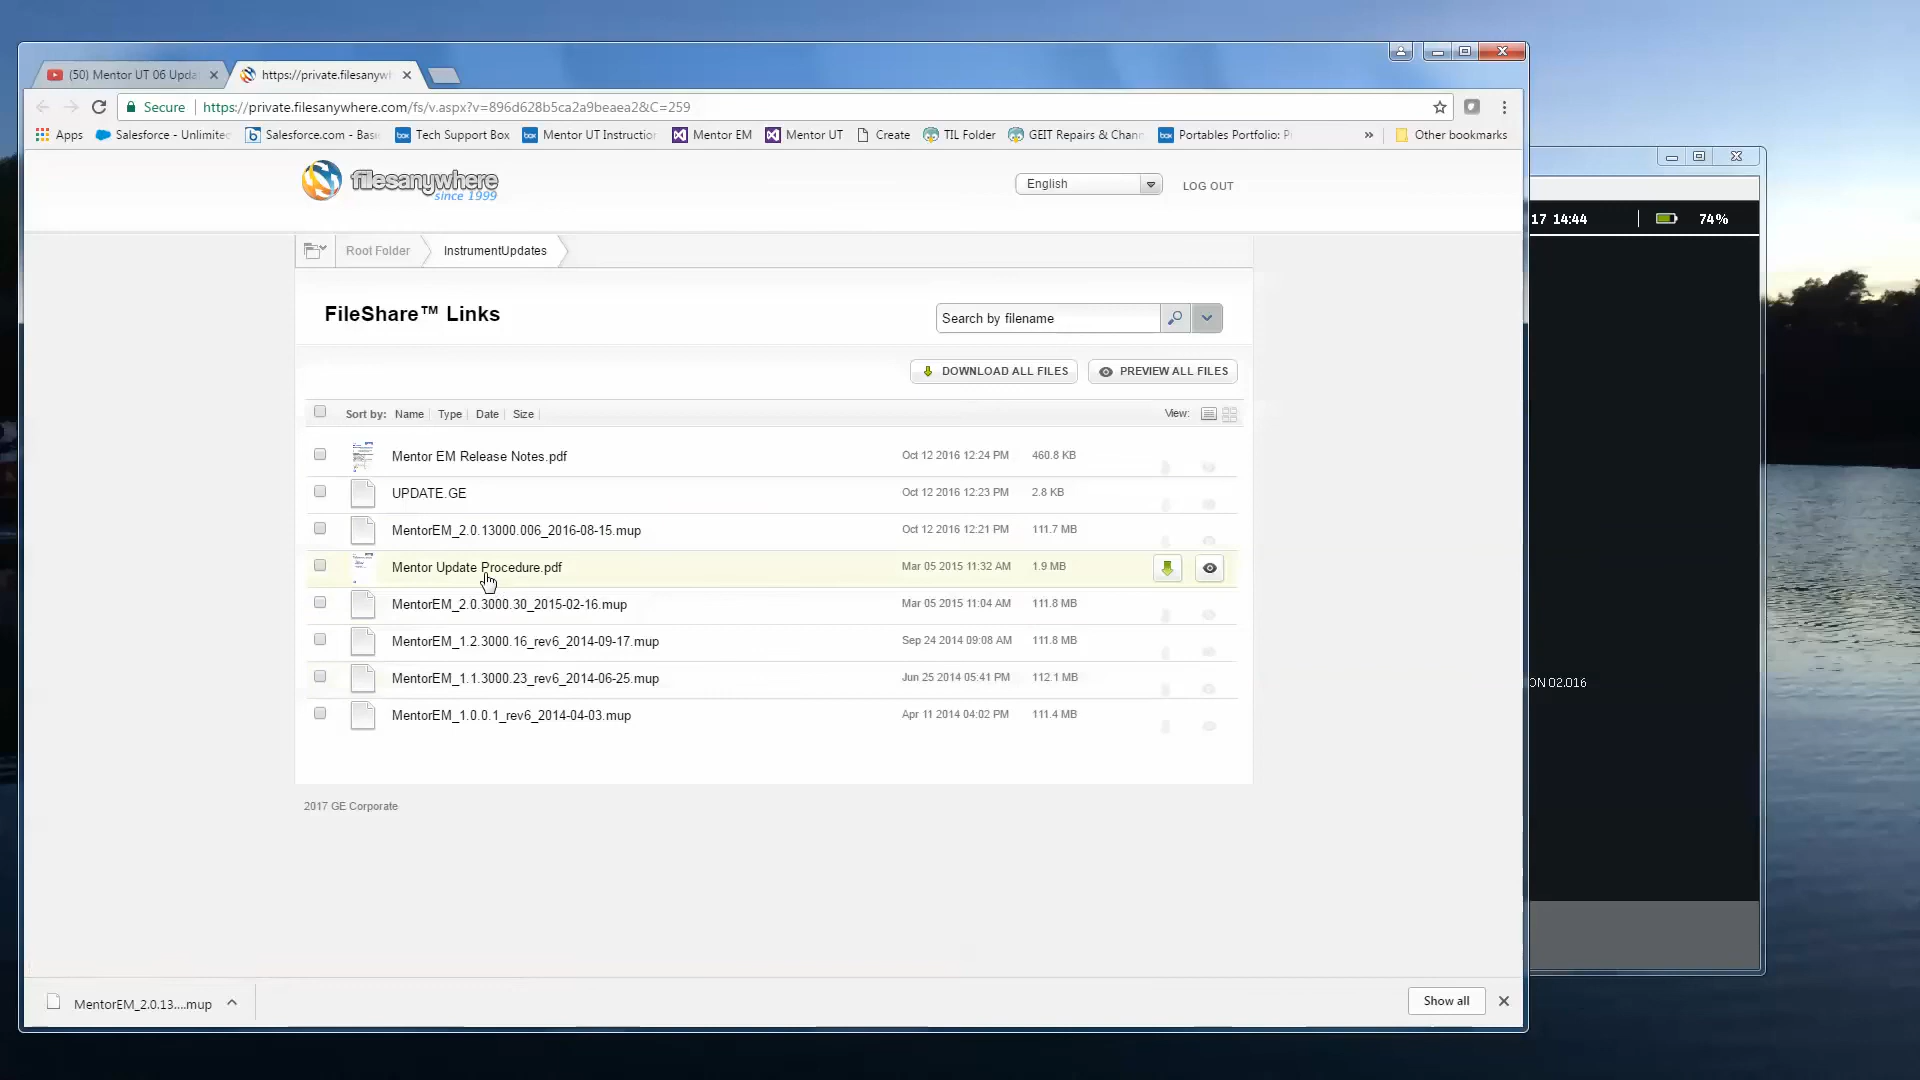 (50) Mentor UT 06 Upda
https://private.filesanywh
Secure https://private.filesanywhere.com/fs/v.aspx?v=896d628b5ca2a9beaea2&C=259
Apps Salesforce - Unlimite Salesforce.com - Base Tech Support Box Mentor UT Instruction Mentor EM Mentor UT Create TIL Folder GEIT Repairs & Chan Portables Portfolio: P » Other bookmarks
filesanywhere
since 1999
English LOG OUT
17 14:44 74%
Root Folder InstrumentUpdates
FileShare™ Links
Search by filename
DOWNLOAD ALL FILES PREVIEW ALL FILES
Sort by: Name Type Date Size View:
Mentor EM Release Notes.pdf Oct 12 2016 12:24 PM 460.8 KB
UPDATE.GE Oct 12 2016 12:23 PM 2.8 KB
MentorEM_2.0.13000.006_2016-08-15.mup Oct 12 2016 12:21 PM 111.7 MB
Mentor Update Procedure.pdf Mar 05 2015 11:32 AM 1.9 MB
MentorEM_2.0.3000.30_2015-02-16.mup Mar 05 2015 11:04 AM 111.8 MB
MentorEM_1.2.3000.16_rev6_2014-09-17.mup Sep 24 2014 09:08 AM 111.8 MB
MentorEM_1.1.3000.23_rev6_2014-06-25.mup Jun 25 2014 05:41 PM 112.1 MB
ON 02.016
MentorEM_1.0.0.1_rev6_2014-04-03.mup Apr 11 2014 04:02 PM 111.4 MB
2017 GE Corporate
MentorEM_2.0.13....mup Show all